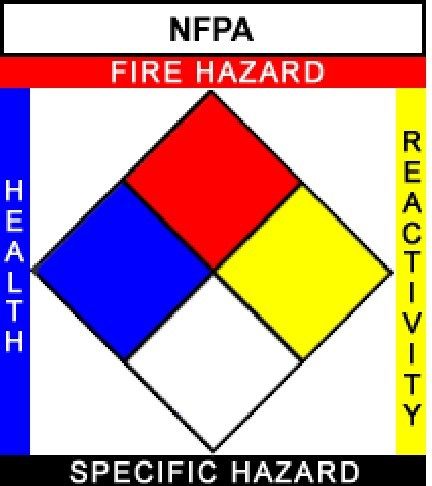 NFPA
FIRE HAZARD
HEALTH
REACTIVITY
SPECIFIC HAZARD